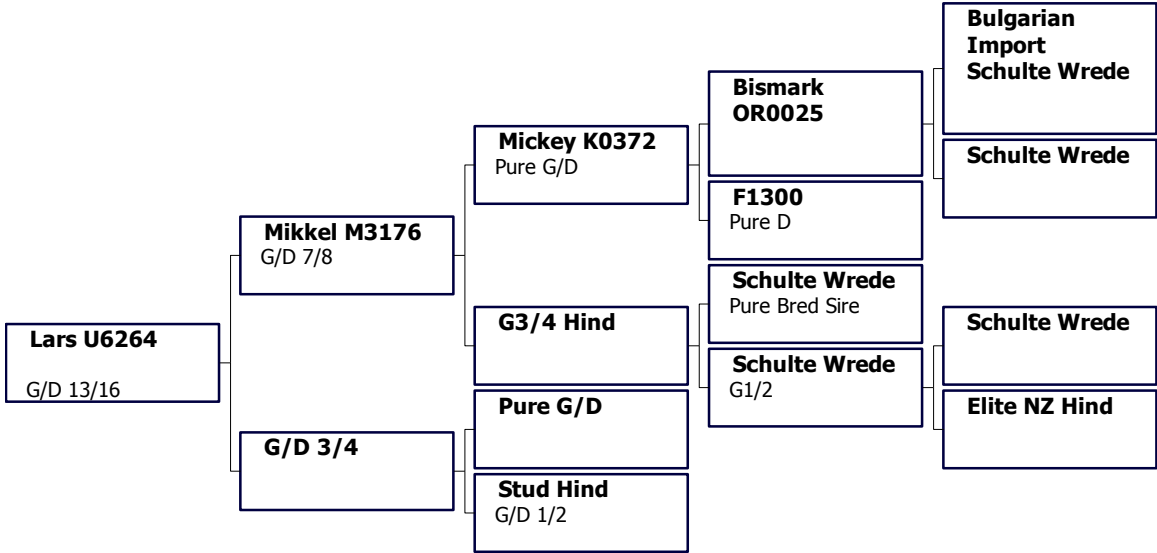 Lars U6264
G/D 13/16
Mikkel M3176
G/D 7/8
G/D 3/4
Mickey K0372
Pure G/D
G3/4 Hind
Pure G/D
Stud Hind
G/D 1/2
Bismark
OR0025
F1300
Pure D
Schulte Wrede
Pure Bred Sire
Schulte Wrede
G1/2
Bulgarian
Import
Schulte Wrede
Schulte Wrede
Schulte Wrede
Elite NZ Hind